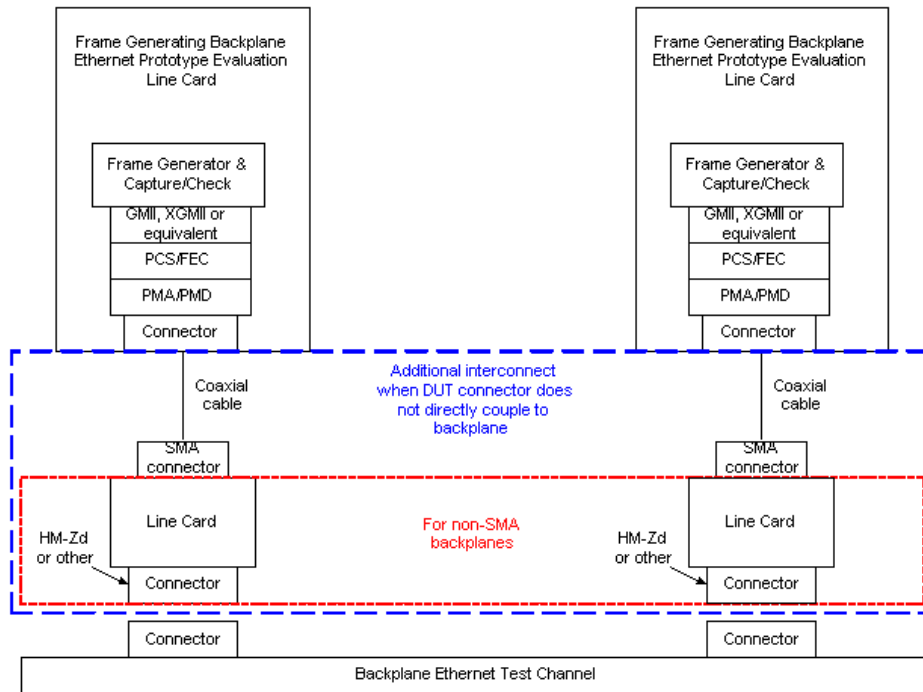 Frame Generating Backplane
Ethernet Prototype Evaluation
Line Card
Frame Generator &
Capture/Check
GMII, XGMII or
equivalent
PCS/FEC
PMA/PMD
Connector
Frame Generating Backplane
Ethernet Prototype Evaluation
Line Card
Frame Generator &
Capture/Check
GMII, XGMII or
equivalent
PCS/FEC
PMA/PMD
Connector
Coaxial
cable
Additional interconnect
when DUT connector does
not directly couple to
backplane
Coaxial
cable
SMA
connector
SMA
connector
Line Card
For non-SMA
backplanes
Line Card
HM-Zd
or other
HM-Zd
or other
Connector
Connector
Connector
Connector
Backplane Ethernet Test Channel